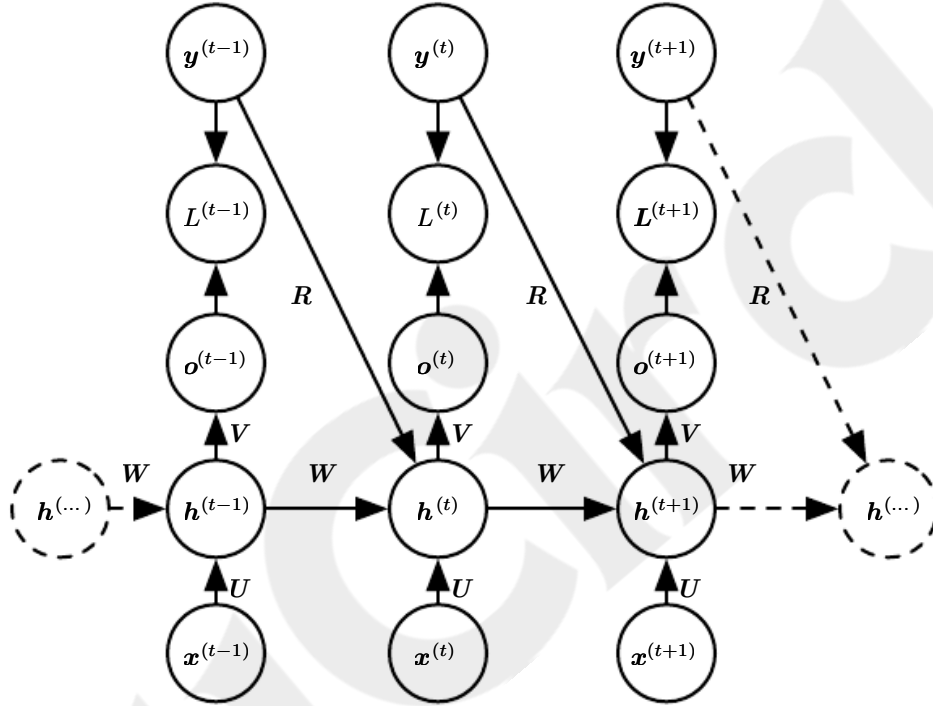 y^(t−1) y^(t) y^(t+1)
L^(t−1) L^(t) L^(t+1)
R R R
o^(t−1) o^(t) o^(t+1)
V V V
W W W W
h^(...) h^(t−1) h^(t) h^(t+1) h^(...)
U U U
x^(t−1) x^(t) x^(t+1)